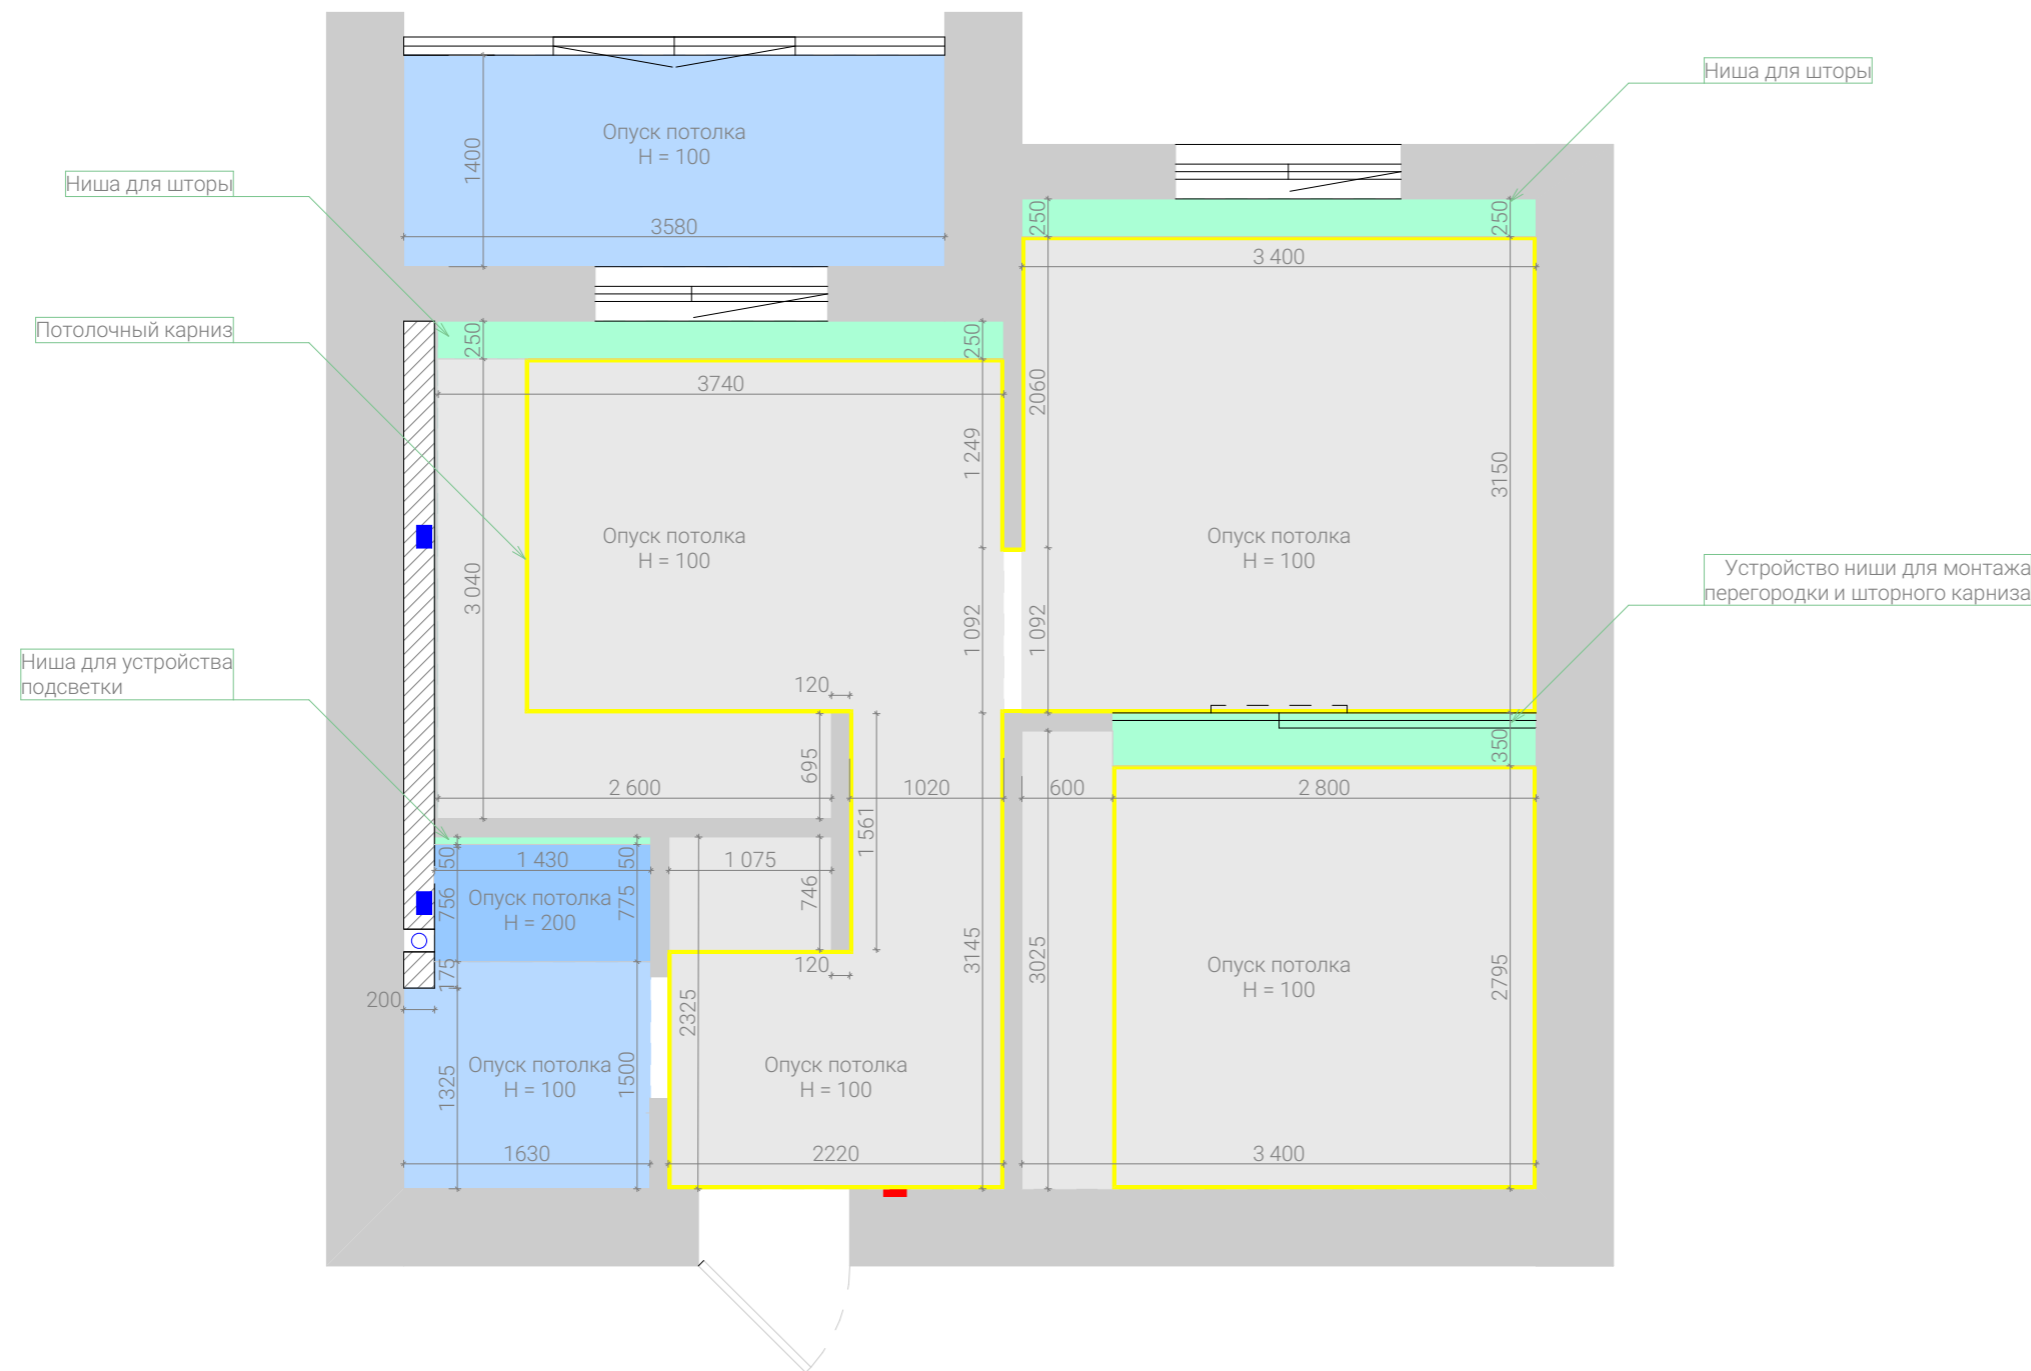 Ниша для шторы
Опуск потолка
H = 100
1400
3580
Ниша для шторы
250
250
3 400
Потолочный карниз
250
250
3740
2060
1 249
3150
Опуск потолка
H = 100
Опуск потолка
H = 100
3 040
1 092
1 092
Устройство ниши для монтажа
перегородки и шторного карниза
Ниша для устройства
подсветки
120
695
350
2 600
1020
600
2 800
1 561
50
1 430
50
1 075
756
Опуск потолка
H = 200
775
746
175
120
3145
3025
Опуск потолка
H = 100
2795
200
2325
1325
Опуск потолка
H = 100
1500
Опуск потолка
H = 100
1630
2220
3 400